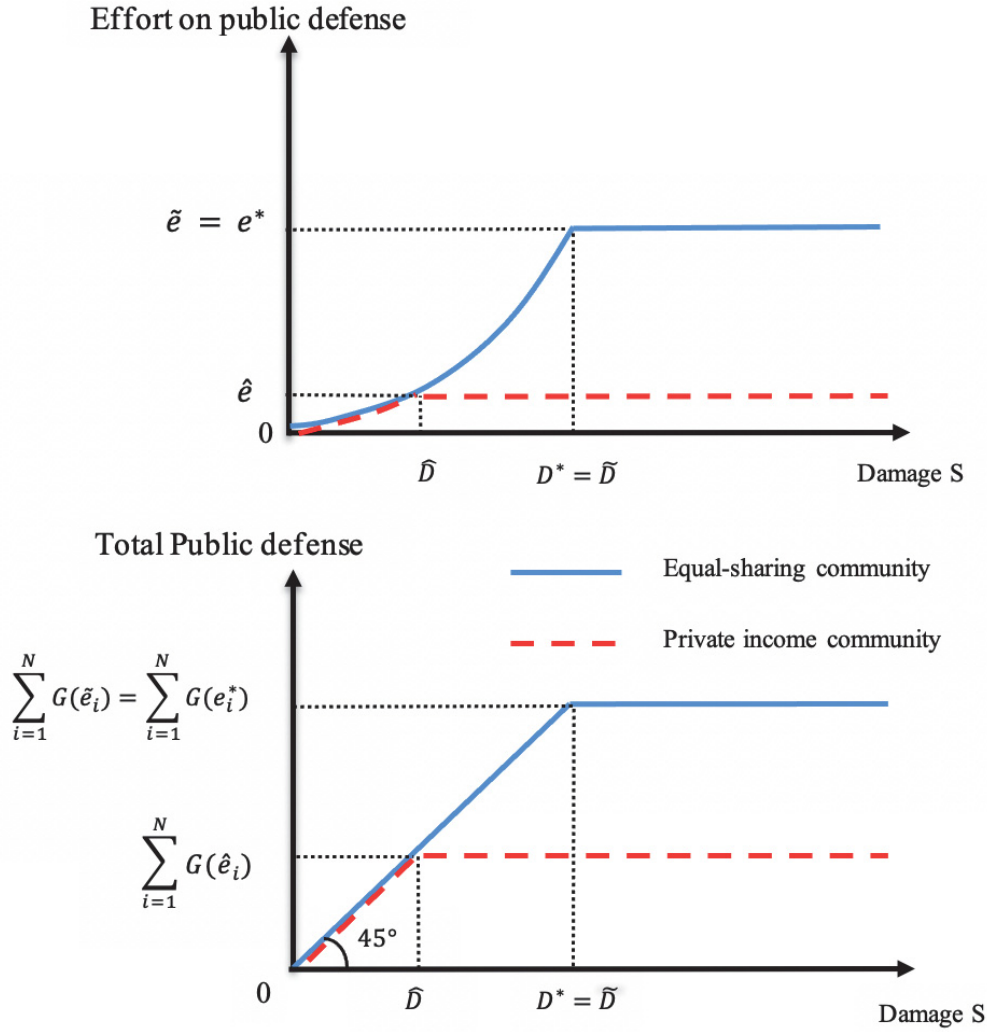 Effort on public defense
ẽ = e*
ê
0
D̂
D* = D̃
Damage S
Total Public defense
Equal-sharing community
Private income community
∑_{i=1}^{N} G(ẽ_i) = ∑_{i=1}^{N} G(e_i^*)
∑_{i=1}^{N} G(ê_i)
45°
0
D̂
D* = D̃
Damage S